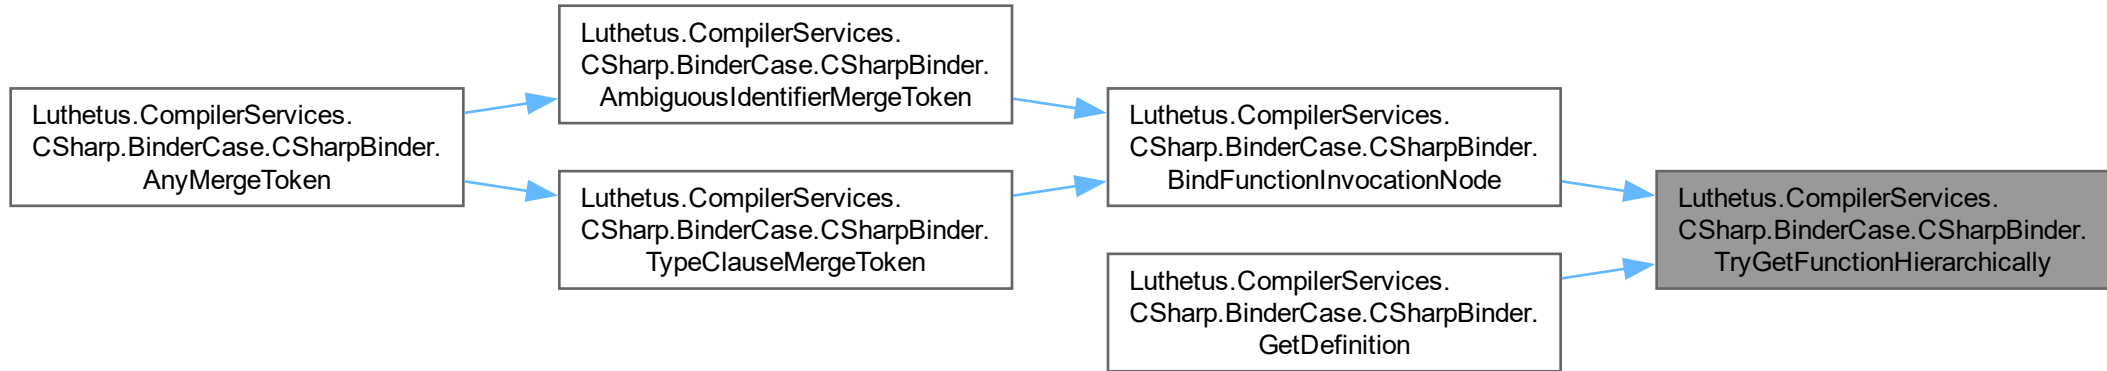 Luthetus.CompilerServices.
CSharp.BinderCase.CSharpBinder.
AnyMergeToken
Luthetus.CompilerServices.
CSharp.BinderCase.CSharpBinder.
AmbiguousIdentifierMergeToken
Luthetus.CompilerServices.
CSharp.BinderCase.CSharpBinder.
TypeClauseMergeToken
Luthetus.CompilerServices.
CSharp.BinderCase.CSharpBinder.
BindFunctionInvocationNode
Luthetus.CompilerServices.
CSharp.BinderCase.CSharpBinder.
GetDefinition
Luthetus.CompilerServices.
CSharp.BinderCase.CSharpBinder.
TryGetFunctionHierarchically